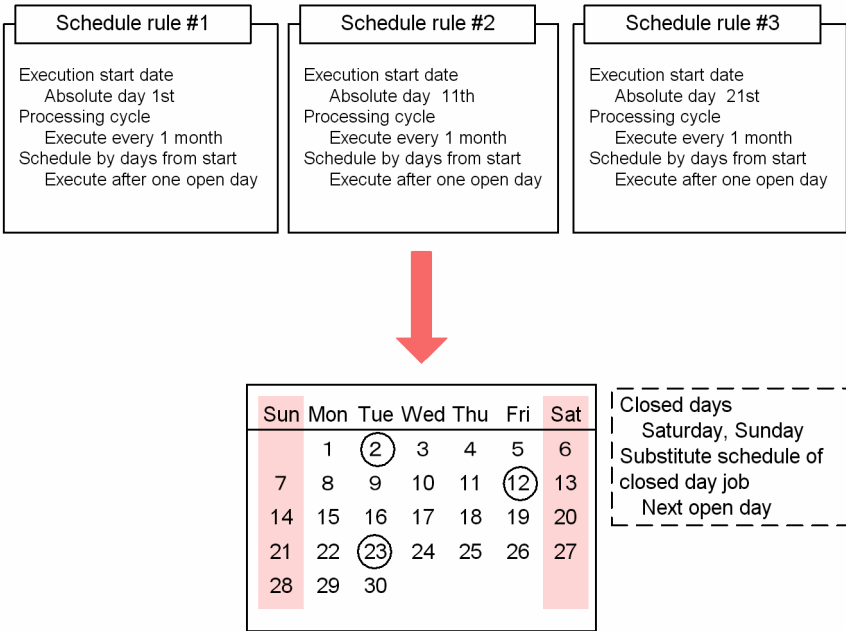 Schedule rule #1
Execution start date
Absolute day 1st
Processing cycle
Execute every 1 month
Schedule by days from start
Execute after one open day
Schedule rule #2
Execution start date
Absolute day 11th
Processing cycle
Execute every 1 month
Schedule by days from start
Execute after one open day
Schedule rule #3
Execution start date
Absolute day 21st
Processing cycle
Execute every 1 month
Schedule by days from start
Execute after one open day
Sun Mon Tue Wed Thu Fri Sat
1 2 3 4 5 6
7 8 9 10 11 12 13
14 15 16 17 18 19 20
21 22 23 24 25 26 27
28 29 30
Closed days
Saturday, Sunday
Substitute schedule of
closed day job
Next open day